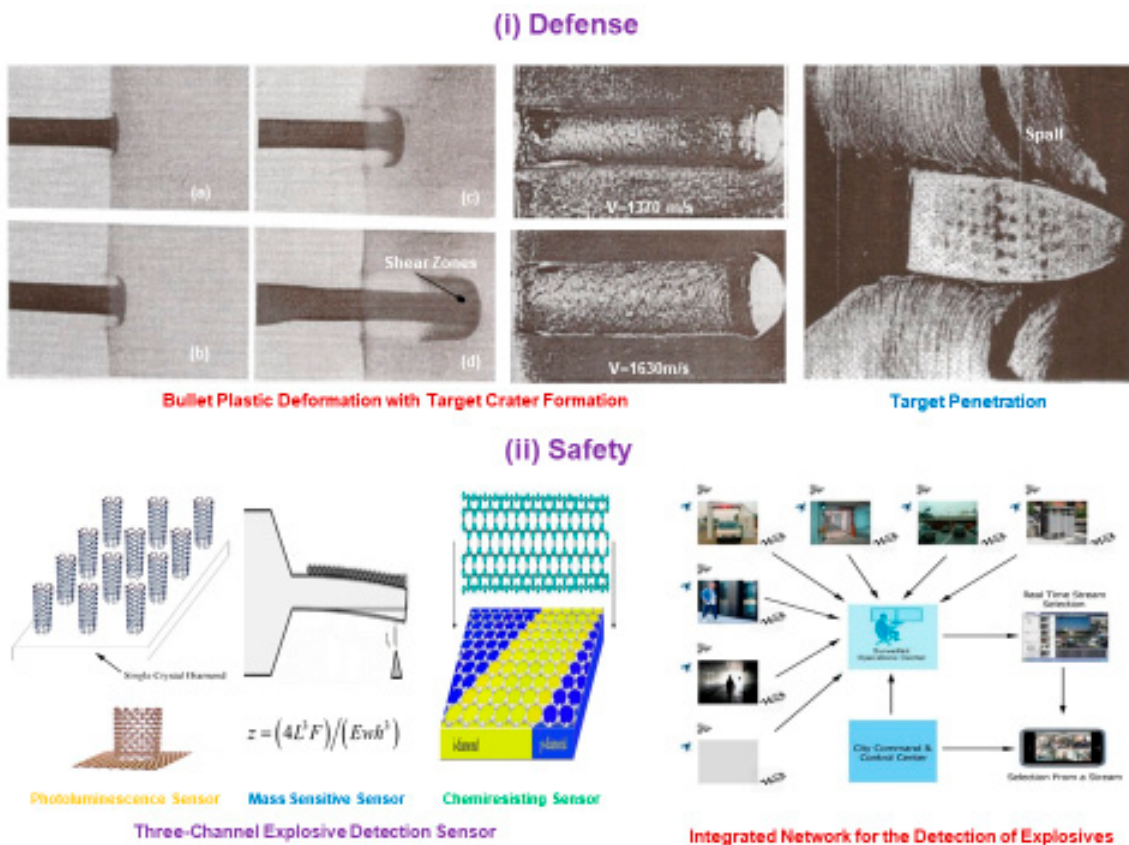 (i) Defense
(a)
(c)
V=1370 m/s
Spall
Shear Zones
(b)
(d)
V=1630m/s
Bullet Plastic Deformation with Target Crater Formation
Target Penetration
(ii) Safety
Single Crystal Diamond
z = (4L³F)/(Ewh³)
Real Time Stream
Selection
Operations Center
City Command &
Control Center
Selection From a Stream
Photoluminescence Sensor
Mass Sensitive Sensor
Chemiresisting Sensor
Three-Channel Explosive Detection Sensor
Integrated Network for the Detection of Explosives